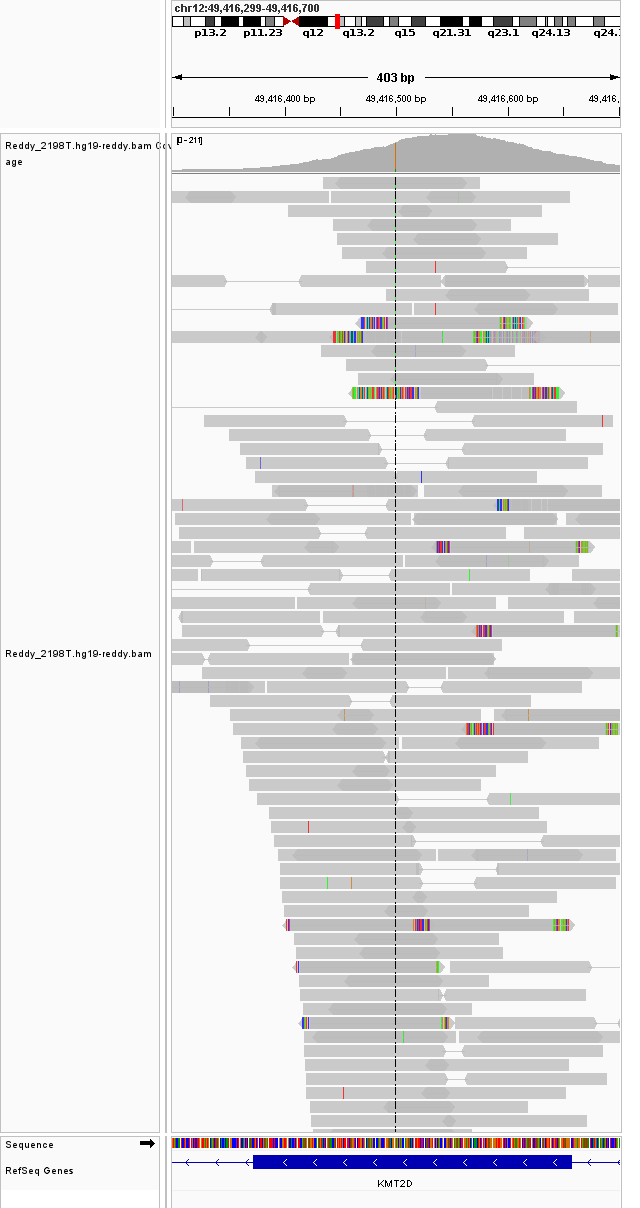 chr12:49,416,299-49,416,700
p13.2 p11.23 q12 q13.2 q15 q21.31 q23.1 q24.13 q24.
403 bp
49,416,400 bp 49,416,500 bp 49,416,600 bp 49,416,
[0-211]
Reddy_2198T.hg19-reddy.bam Cov
age
Reddy_2198T.hg19-reddy.bam
Sequence
RefSeq Genes
KMT2D